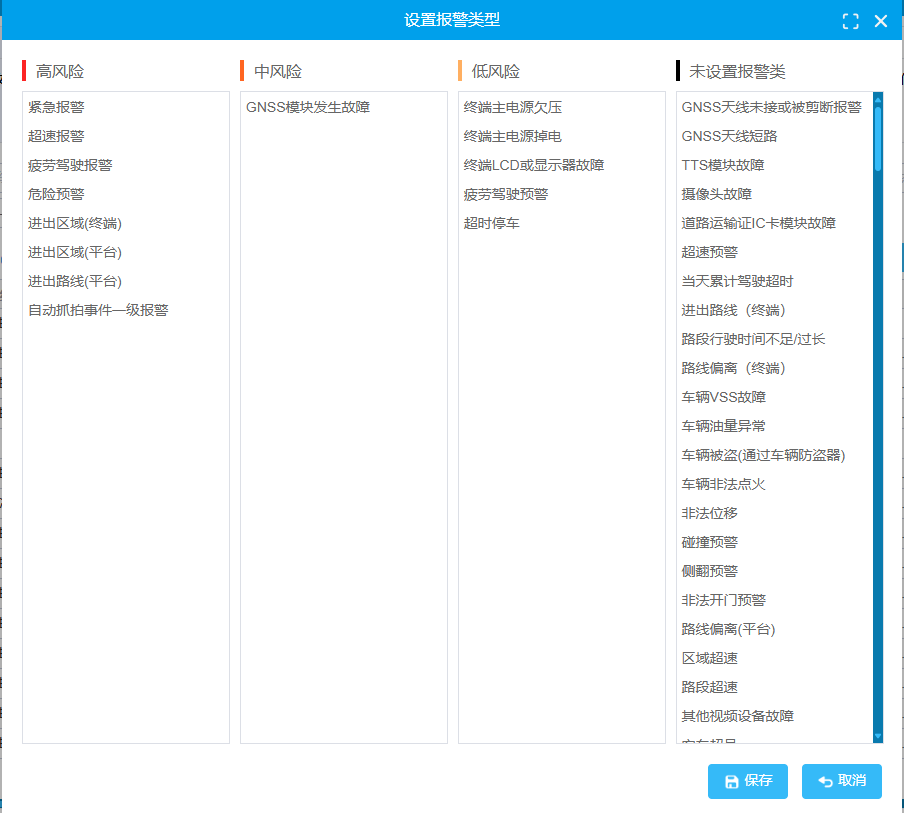 设置报警类型
高风险
紧急报警
超速报警
疲劳驾驶报警
危险预警
进出区域(终端)
进出区域(平台)
进出路线(平台)
自动抓拍事件一级报警
中风险
GNSS模块发生故障
低风险
终端主电源欠压
终端主电源掉电
终端LCD或显示器故障
疲劳驾驶预警
超时停车
未设置报警类
GNSS天线未接或被剪断报警
GNSS天线短路
TTS模块故障
摄像头故障
道路运输证IC卡模块故障
超速预警
当天累计驾驶超时
进出路线（终端）
路段行驶时间不足/过长
路线偏离（终端）
车辆VSS故障
车辆油量异常
车辆被盗(通过车辆防盗器)
车辆非法点火
非法位移
碰撞预警
侧翻预警
非法开门预警
路线偏离(平台)
区域超速
路段超速
其他视频设备故障
保存
取消